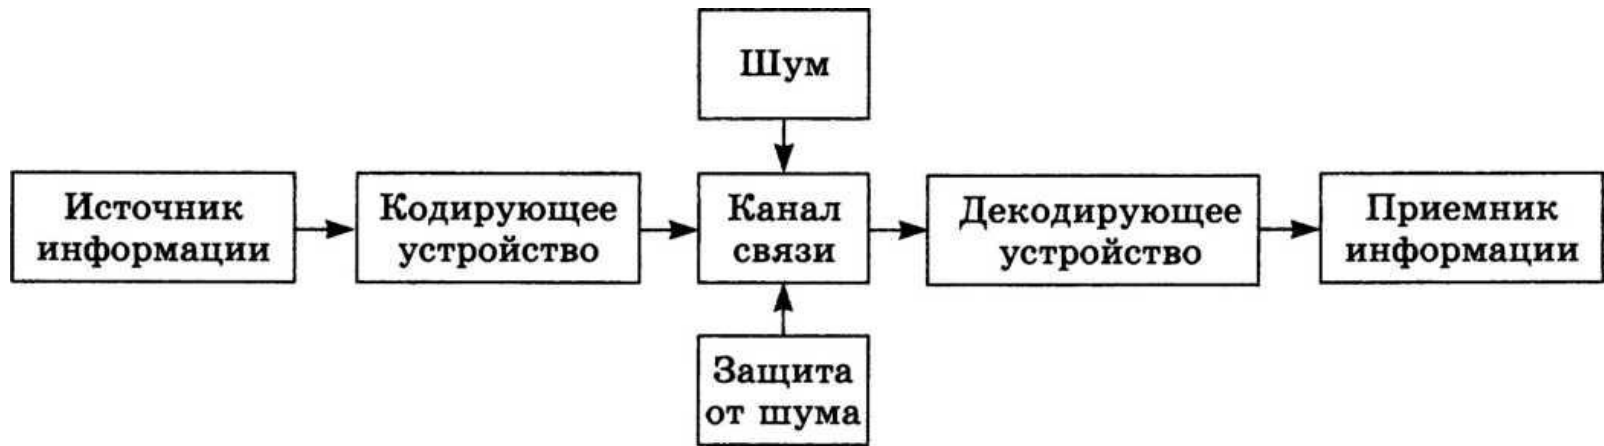 Шум
Источник
информации
Кодирующее
устройство
Канал
связи
Декодирующее
устройство
Приемник
информации
Защита
от шума